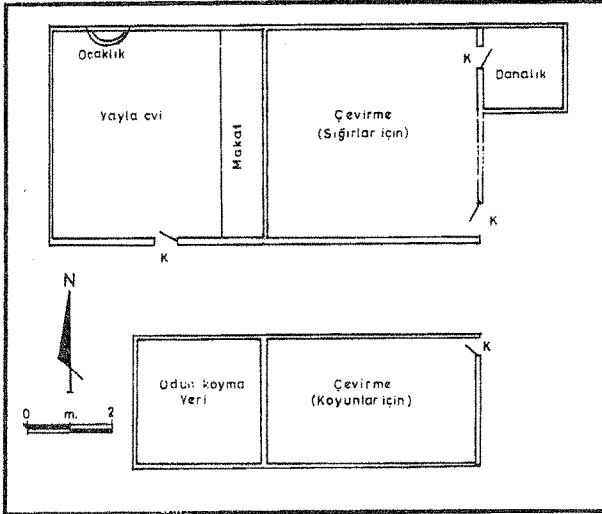 Ocaklık
K
Danalık
Yayla evi
Makat
Çevirme
(Sığırlar için)
K
K
N
K
Odun koyma
Yeri
Çevirme
(Koyunlar için)
0 m. 2